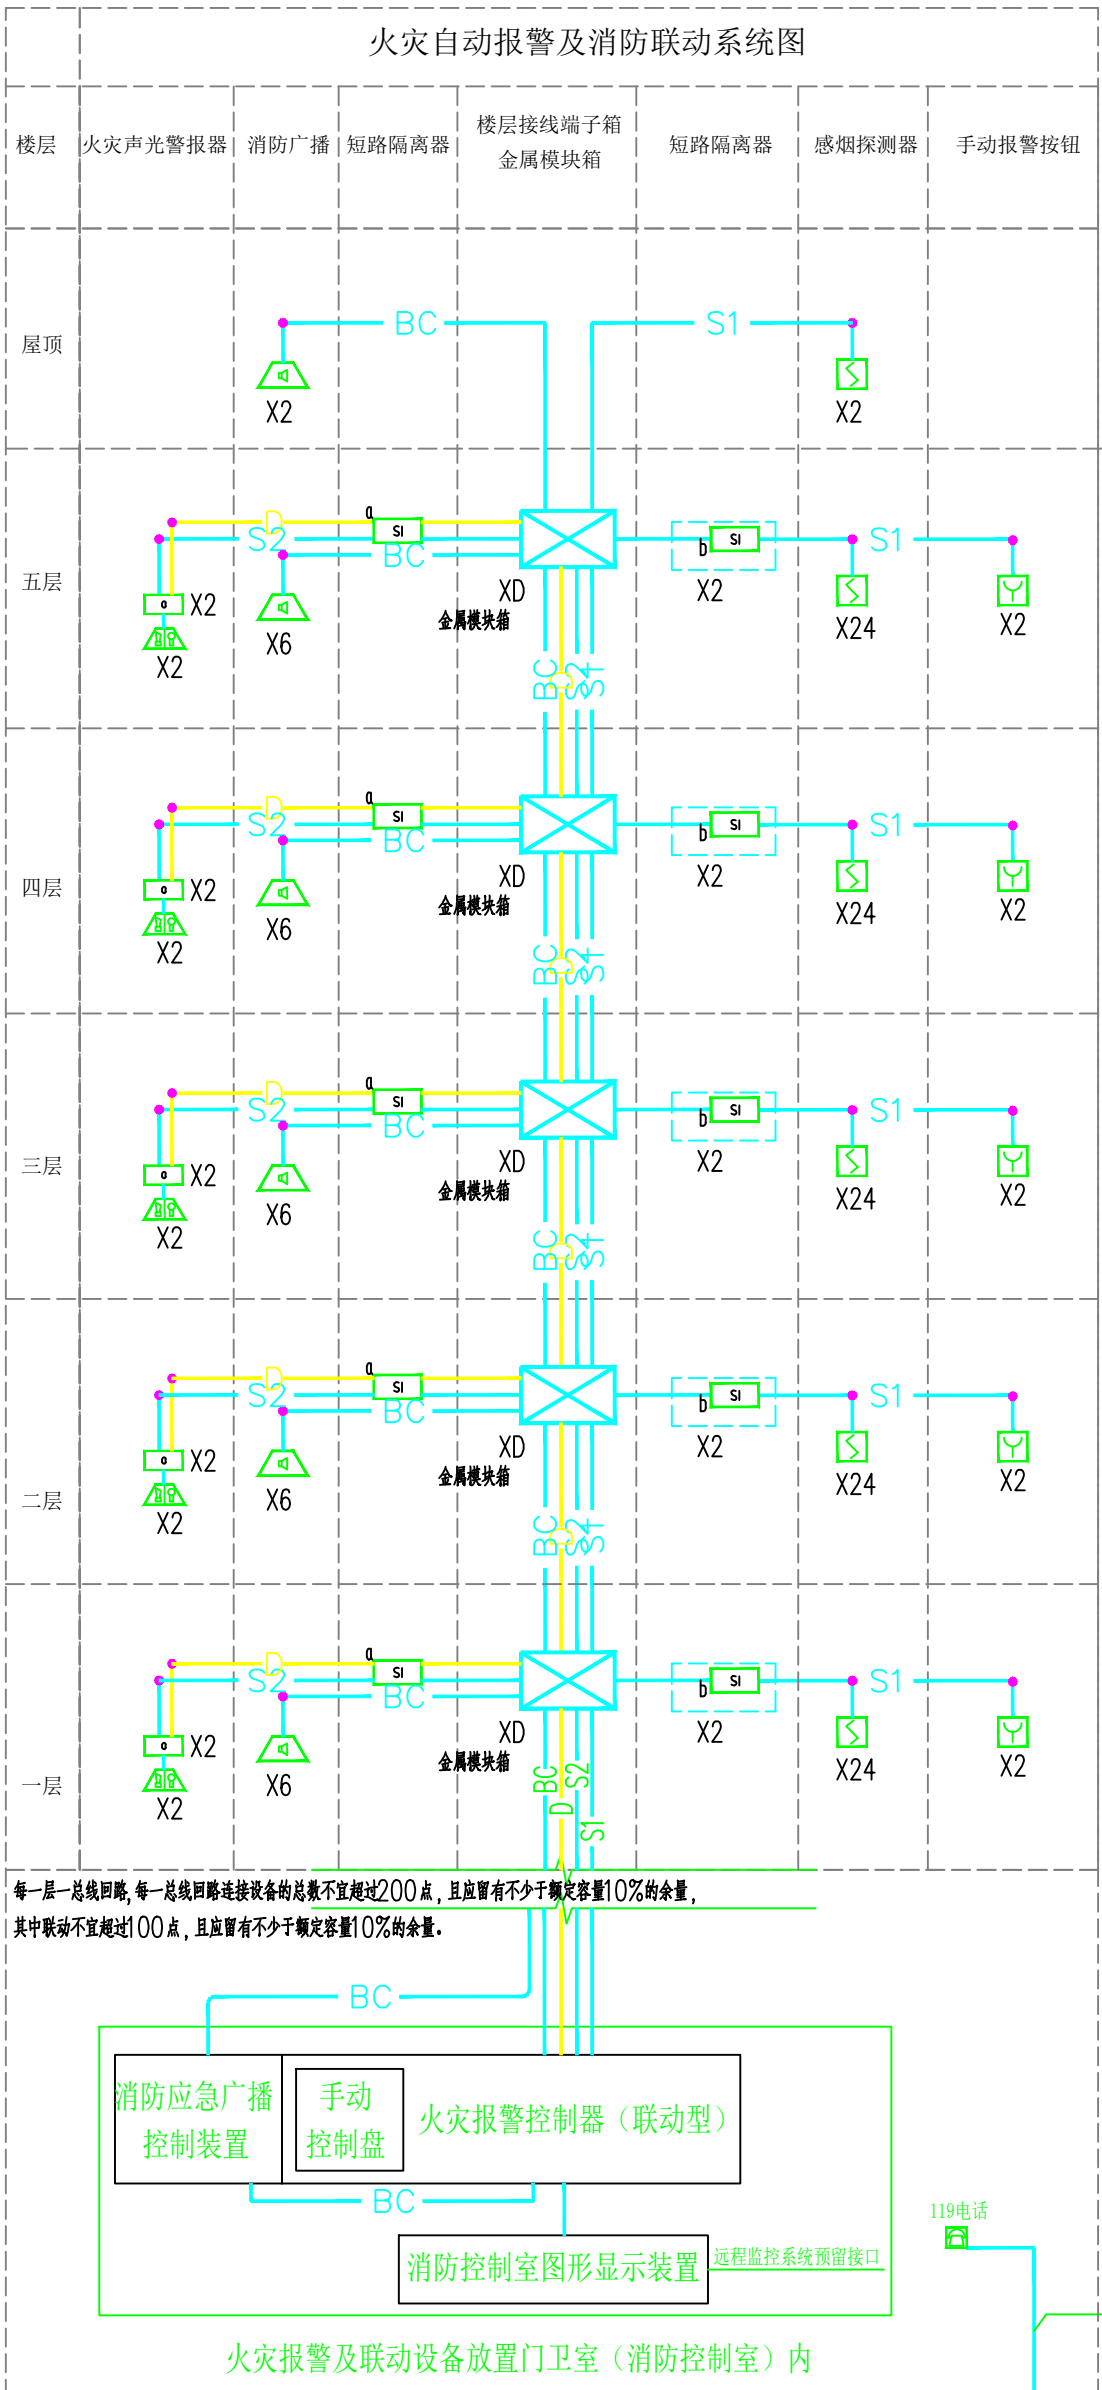 火灾自动报警及消防联动系统图
楼层 火灾声光警报器 消防广播 短路隔离器 楼层接线端子箱 金属模块箱 短路隔离器 感烟探测器 手动报警按钮
屋顶
BC S1
X2 X2
五层
D a SI
S2 BC b SI S1
X2 X6 XD X2 X24 X2
X2 金属模块箱
BC D S2 S1
四层
D a SI
S2 BC b SI S1
X2 X6 XD X2 X24 X2
X2 金属模块箱
BC D S2 S1
三层
D a SI
S2 BC b SI S1
X2 X6 XD X2 X24 X2
X2 金属模块箱
BC D S2 S1
二层
D a SI
S2 BC b SI S1
X2 X6 XD X2 X24 X2
X2 金属模块箱
BC D S2 S1
一层
D a SI
S2 BC b SI S1
X2 X6 XD X2 X24 X2
X2 金属模块箱
BC D S2 S1
每一层一总线回路,每一总线回路连接设备的总数不宜超过200点,且应留有不少于额定容量10%的余量,
其中联动不宜超过100点,且应留有不少于额定容量10%的余量。
BC
消防应急广播
控制装置
手动
控制盘
火灾报警控制器（联动型）
BC
消防控制室图形显示装置
远程监控系统预留接口
119电话
火灾报警及联动设备放置门卫室（消防控制室）内